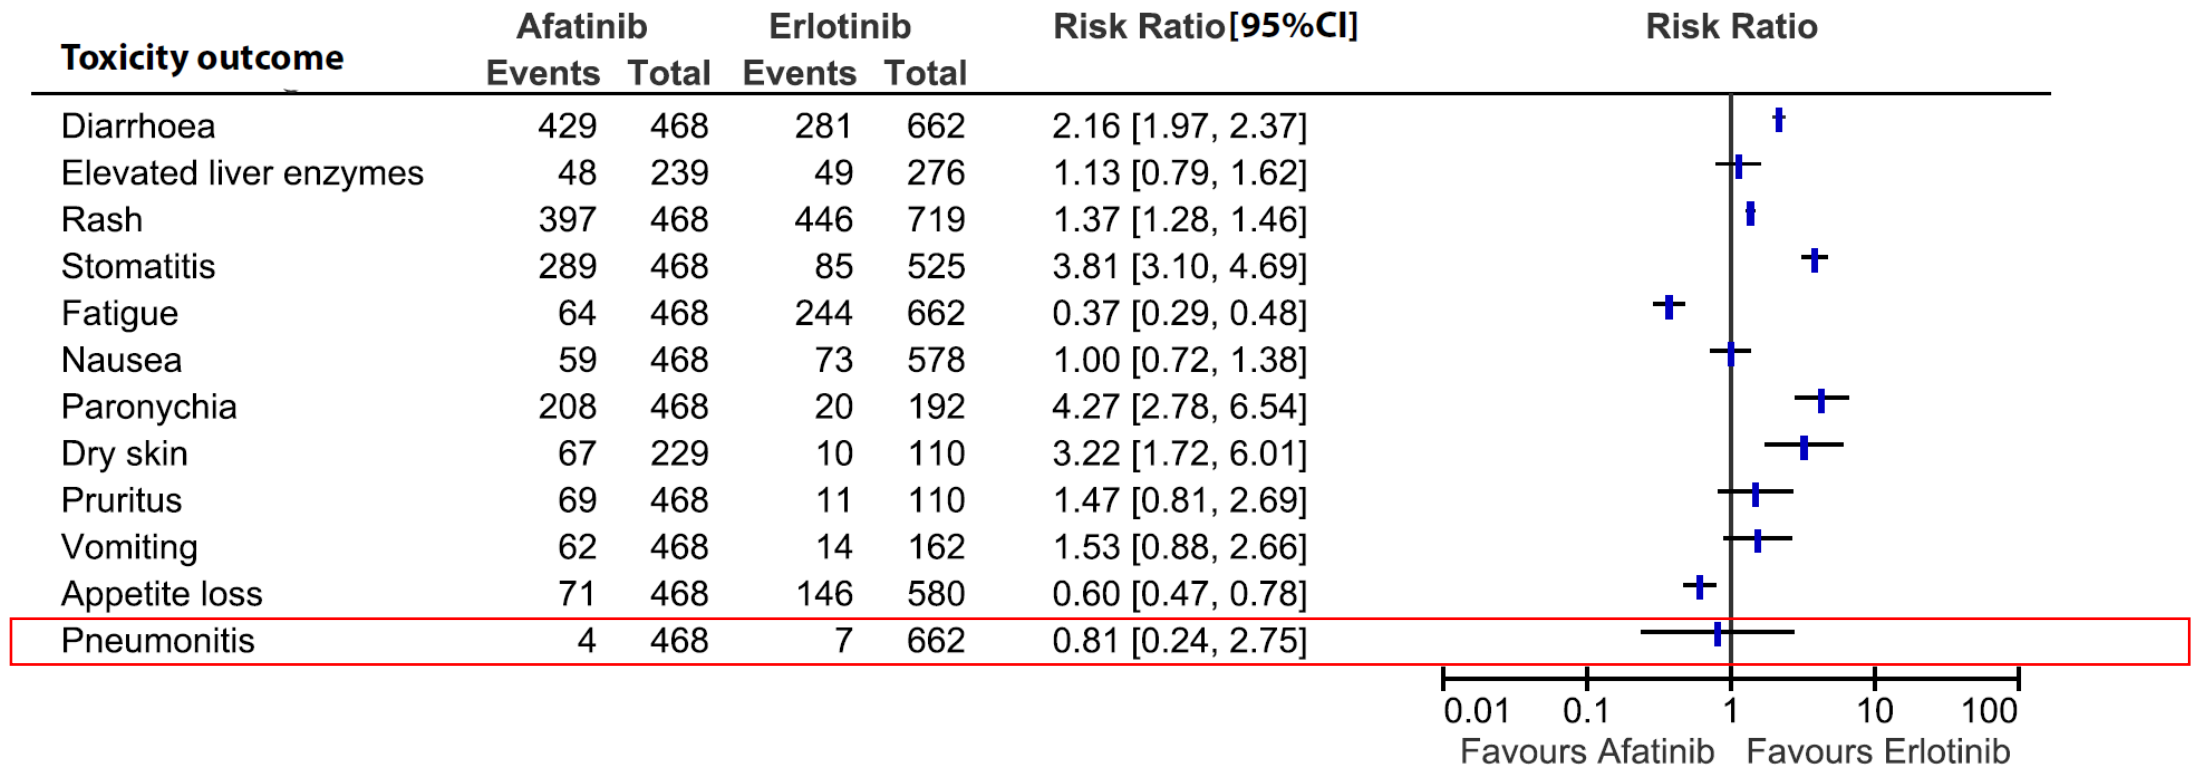 Afatinib Erlotinib Risk Ratio[95%CI] Risk Ratio
Toxicity outcome Events Total Events Total
Diarrhoea 429 468 281 662 2.16 [1.97, 2.37]
Elevated liver enzymes 48 239 49 276 1.13 [0.79, 1.62]
Rash 397 468 446 719 1.37 [1.28, 1.46]
Stomatitis 289 468 85 525 3.81 [3.10, 4.69]
Fatigue 64 468 244 662 0.37 [0.29, 0.48]
Nausea 59 468 73 578 1.00 [0.72, 1.38]
Paronychia 208 468 20 192 4.27 [2.78, 6.54]
Dry skin 67 229 10 110 3.22 [1.72, 6.01]
Pruritus 69 468 11 110 1.47 [0.81, 2.69]
Vomiting 62 468 14 162 1.53 [0.88, 2.66]
Appetite loss 71 468 146 580 0.60 [0.47, 0.78]
Pneumonitis 4 468 7 662 0.81 [0.24, 2.75]
0.01 0.1 1 10 100
Favours Afatinib Favours Erlotinib